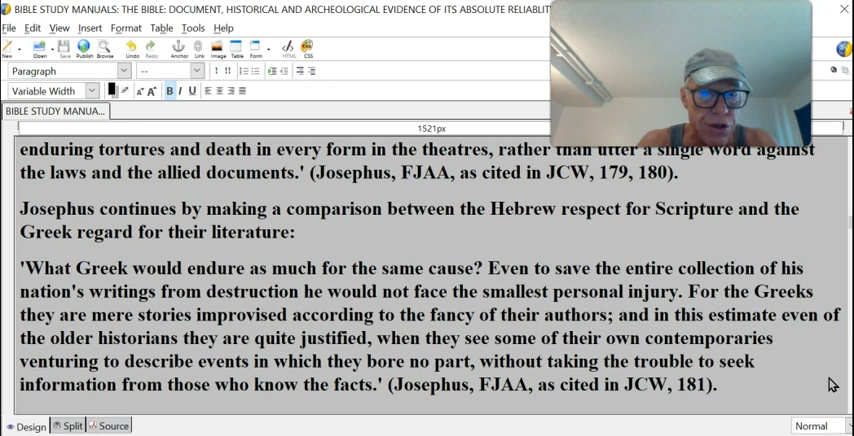 BIBLE STUDY MANUALS: THE BIBLE: DOCUMENT, HISTORICAL AND ARCHEOLOGICAL EVIDENCE OF ITS ABSOLUTE
File Edit View Insert Format Table Tools Help
New Open Save Publish Browse Undo Redo Anchor Link Image Table Form HTML CSS
Paragraph --
Variable Width A A B I U
BIBLE STUDY MANUA...
1521px
enduring tortures and death in every form in the theatres, rather than utter a single word against
the laws and the allied documents.' (Josephus, FJAA, as cited in JCW, 179, 180).
Josephus continues by making a comparison between the Hebrew respect for Scripture and the
Greek regard for their literature:
'What Greek would endure as much for the same cause? Even to save the entire collection of his
nation's writings from destruction he would not face the smallest personal injury. For the Greeks
they are mere stories improvised according to the fancy of their authors; and in this estimate even of
the older historians they are quite justified, when they see some of their own contemporaries
venturing to describe events in which they bore no part, without taking the trouble to seek
information from those who know the facts.' (Josephus, FJAA, as cited in JCW, 181).
Design Split Source Normal